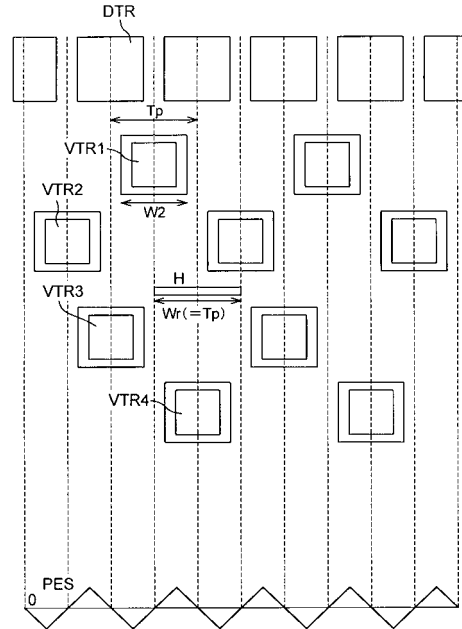 DTR
Tp
VTR1
VTR2
W2
H
Wr(=Tp)
VTR3
VTR4
PES
0